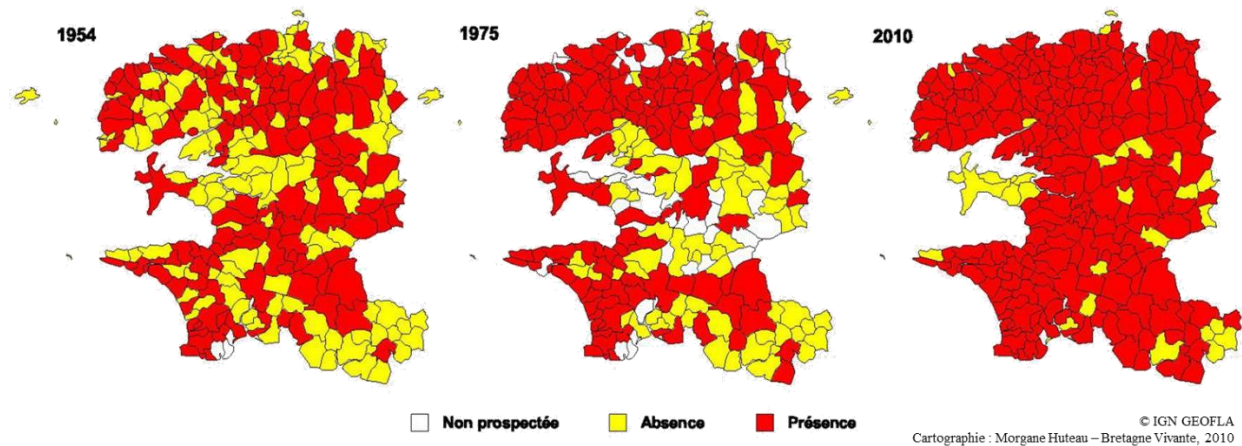 1954
1975
2010
Non prospectée
Absence
Présence
© IGN GEOFLA
Cartographie : Morgane Huteau – Bretagne Vivante, 2010